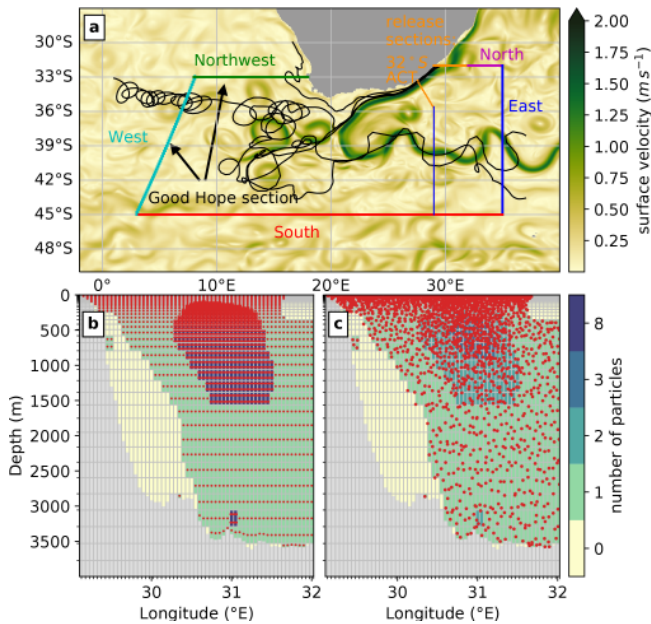 a
27°S
30°S
33°S
36°S
39°S
42°S
45°S
48°S
release
sections:
32°S
ACT
Northwest
North
East
West
Good Hope section
South
0°
10°E
20°E
30°E
2.00
1.75
1.50
1.25
1.00
0.75
0.50
0.25
surface velocity (m s⁻¹)
b
c
0
500
1000
1500
2000
2500
3000
3500
Depth (m)
30
31
32
Longitude (°E)
30
31
32
Longitude (°E)
8
3
2
1
0
number of particles